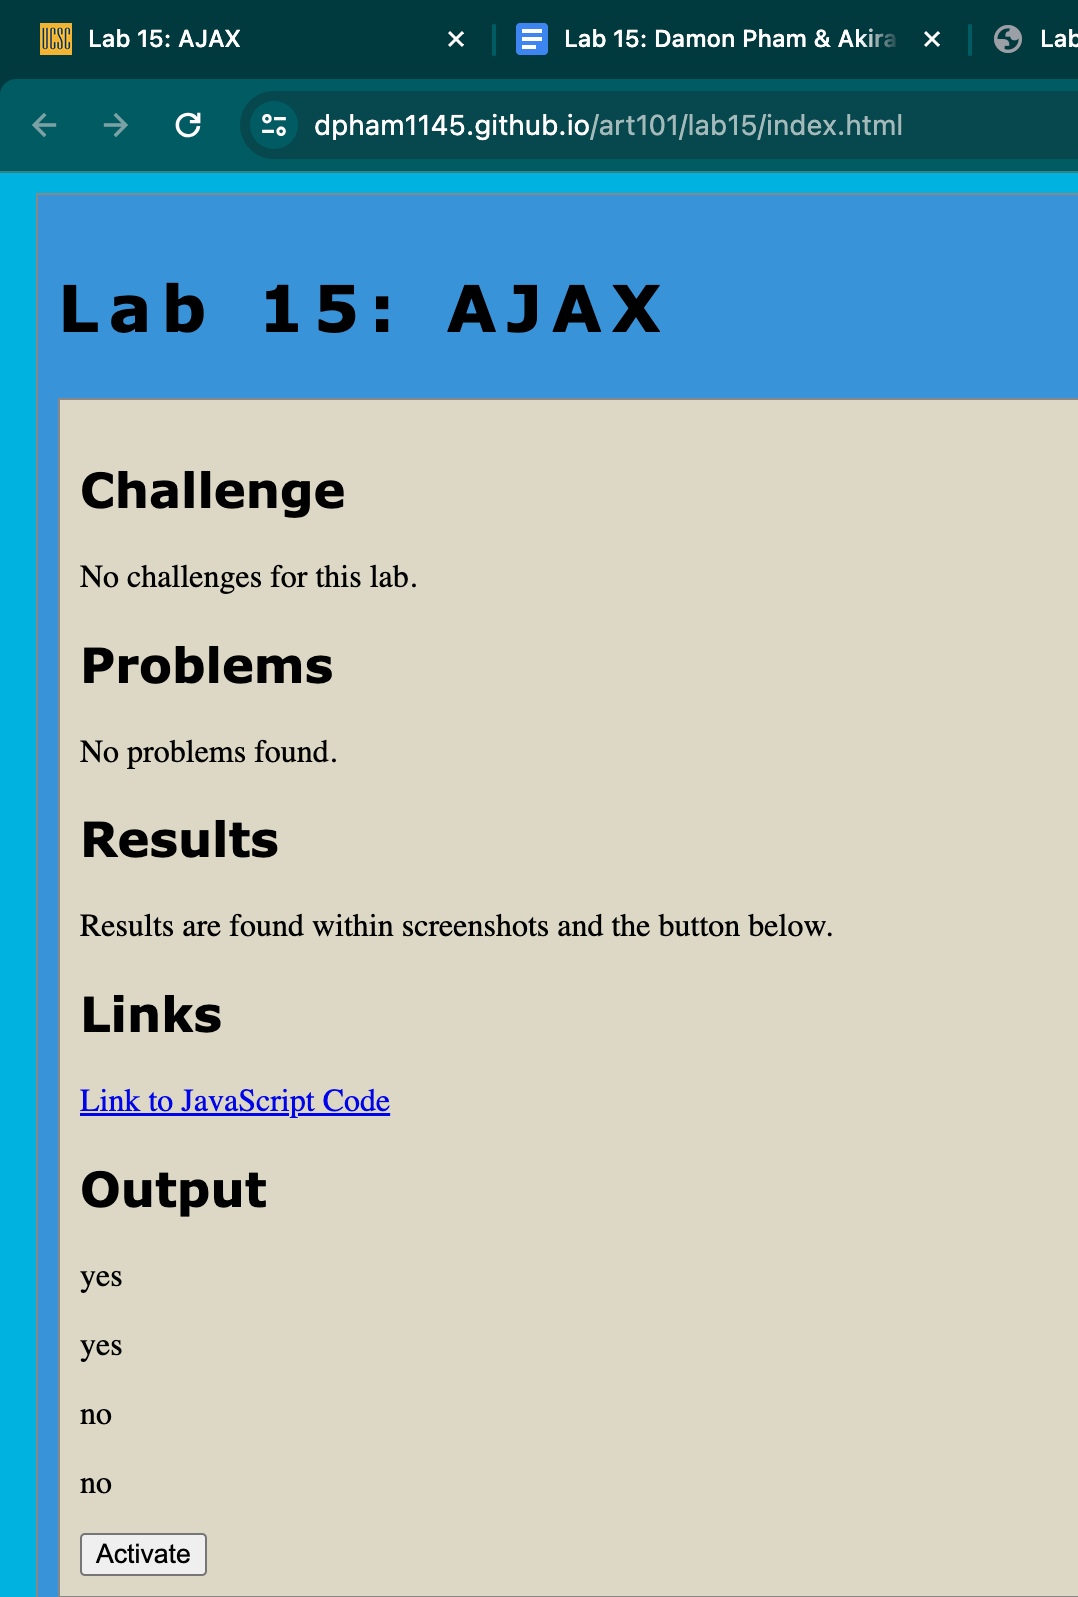 UCSC Lab 15: AJAX
Lab 15: Damon Pham & Akira
Lab
dpham1145.github.io/art101/lab15/index.html
Lab 15: AJAX
Challenge
No challenges for this lab.
Problems
No problems found.
Results
Results are found within screenshots and the button below.
Links
Link to JavaScript Code
Output
yes
yes
no
no
Activate